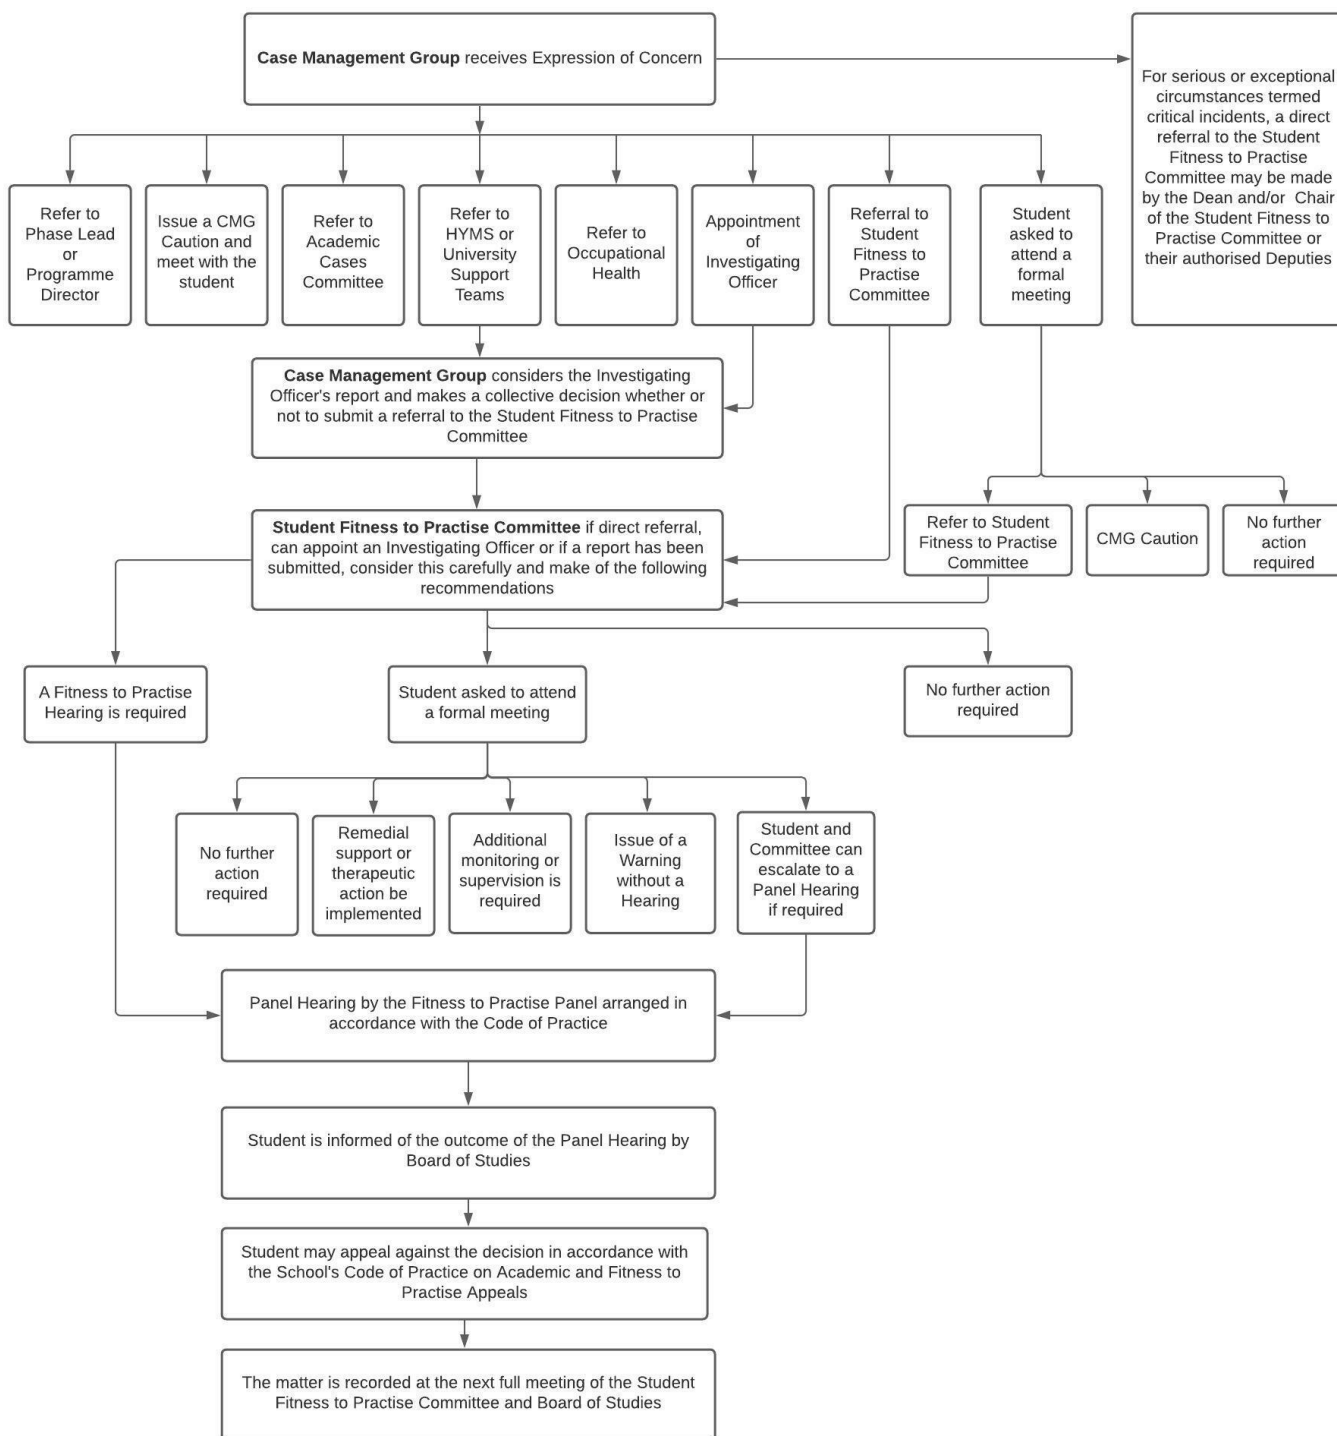 Case Management Group receives Expression of Concern
For serious or exceptional
circumstances termed
critical incidents, a direct
referral to the Student
Fitness to Practise
Committee may be made
by the Dean and/or Chair
of the Student Fitness to
Practise Committee or
their authorised Deputies
Refer to
Phase Lead
or
Programme
Director
Issue a CMG
Caution and
meet with the
student
Refer to
Academic
Cases
Committee
Refer to
HYMS or
University
Support
Teams
Refer to
Occupational
Health
Appointment
of
Investigating
Officer
Referral to
Student
Fitness to
Practise
Committee
Student
asked to
attend a
formal
meeting
Case Management Group considers the Investigating
Officer's report and makes a collective decision whether or
not to submit a referral to the Student Fitness to Practise
Committee
Student Fitness to Practise Committee if direct referral,
can appoint an Investigating Officer or if a report has been
submitted, consider this carefully and make of the following
recommendations
Refer to Student
Fitness to Practise
Committee
CMG Caution
No further
action
required
A Fitness to Practise
Hearing is required
Student asked to attend
a formal meeting
No further action
required
No further
action
required
Remedial
support or
therapeutic
action be
implemented
Additional
monitoring or
supervision is
required
Issue of a
Warning
without a
Hearing
Student and
Committee can
escalate to a
Panel Hearing
if required
Panel Hearing by the Fitness to Practise Panel arranged in
accordance with the Code of Practice
Student is informed of the outcome of the Panel Hearing by
Board of Studies
Student may appeal against the decision in accordance with
the School's Code of Practice on Academic and Fitness to
Practise Appeals
The matter is recorded at the next full meeting of the Student
Fitness to Practise Committee and Board of Studies